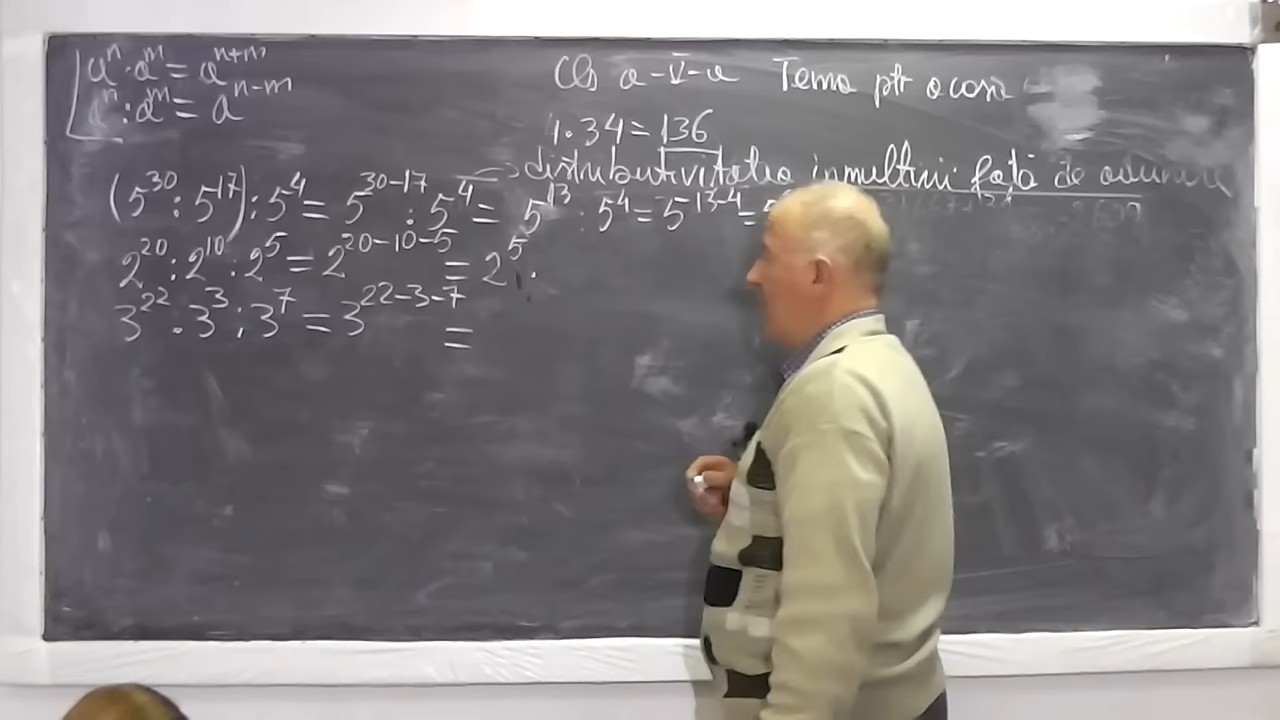 aⁿ·aᵐ=aⁿ⁺ᵐ
aⁿ:aᵐ=aⁿ⁻ᵐ
Cls a-V-a Tema ptr acasă
4·34=136
distributivitatea înmulțirii față de adunare
(5³⁰:5¹⁷):5⁴=5³⁰⁻¹⁷:5⁴=5¹³:5⁴=5¹³⁻⁴=
2²⁰:2¹⁰:2⁵=2²⁰⁻¹⁰⁻⁵=2⁵.
3²²:3³:3⁷=3²²⁻³⁻⁷=